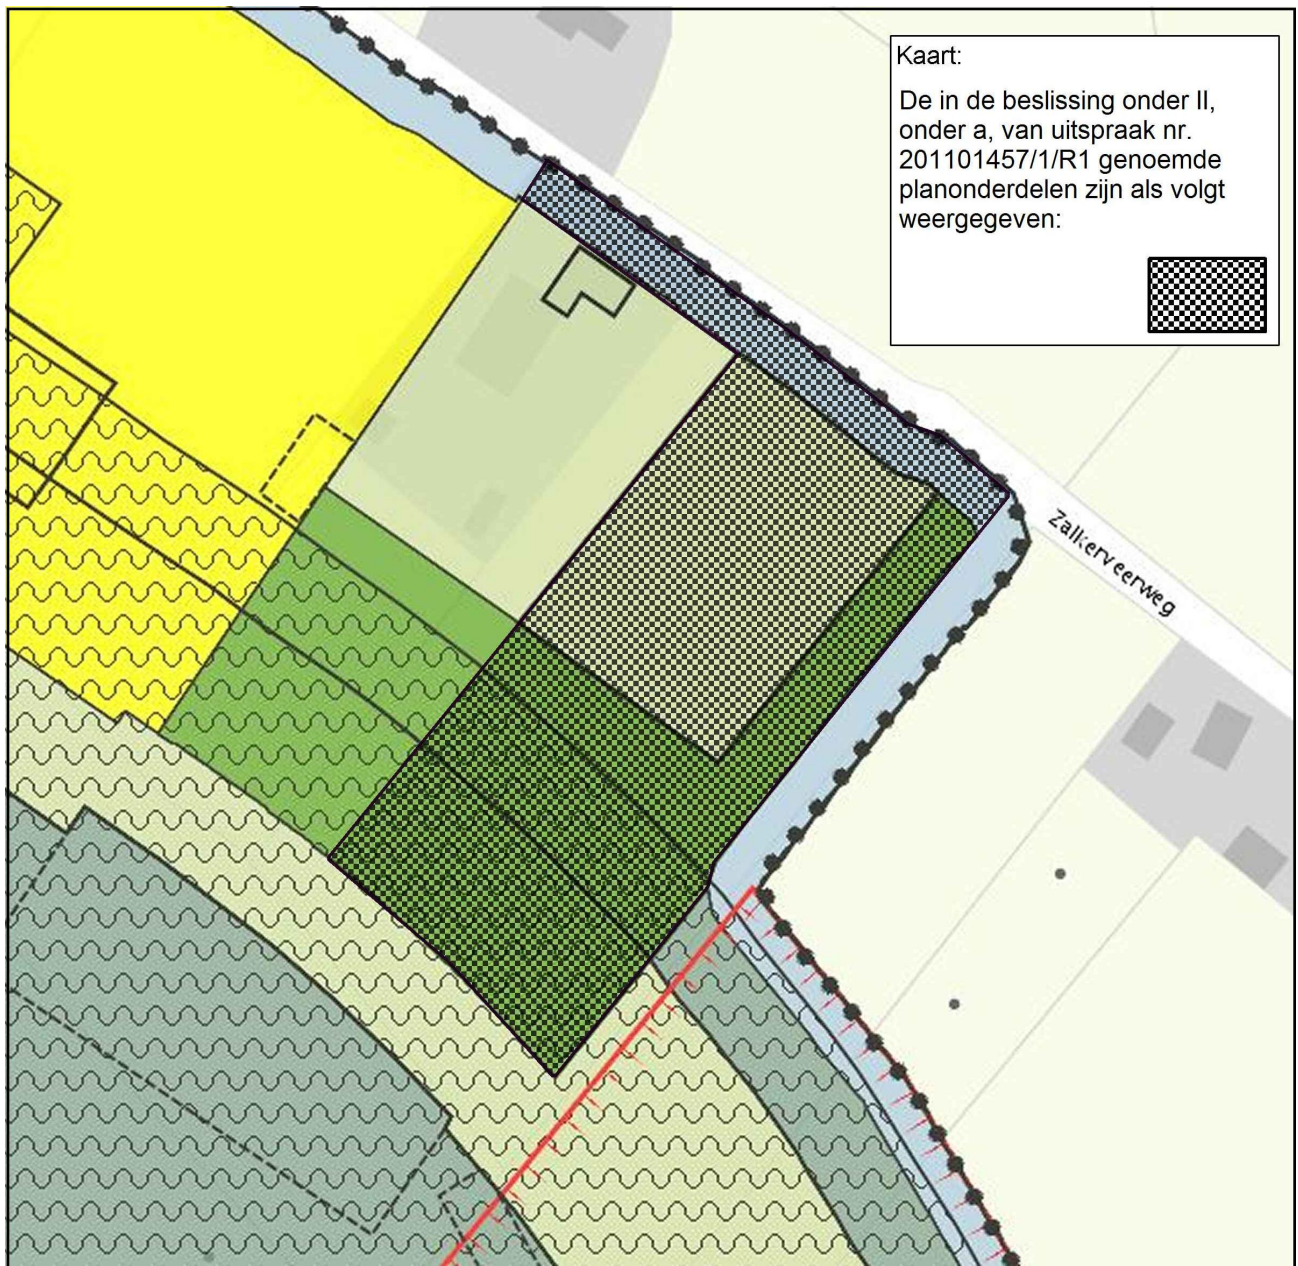 Kaart:
De in de beslissing onder II,
onder a, van uitspraak nr.
201101457/1/R1 genoemde
planonderdelen zijn als volgt
weergegeven:
Zalkerveerweg